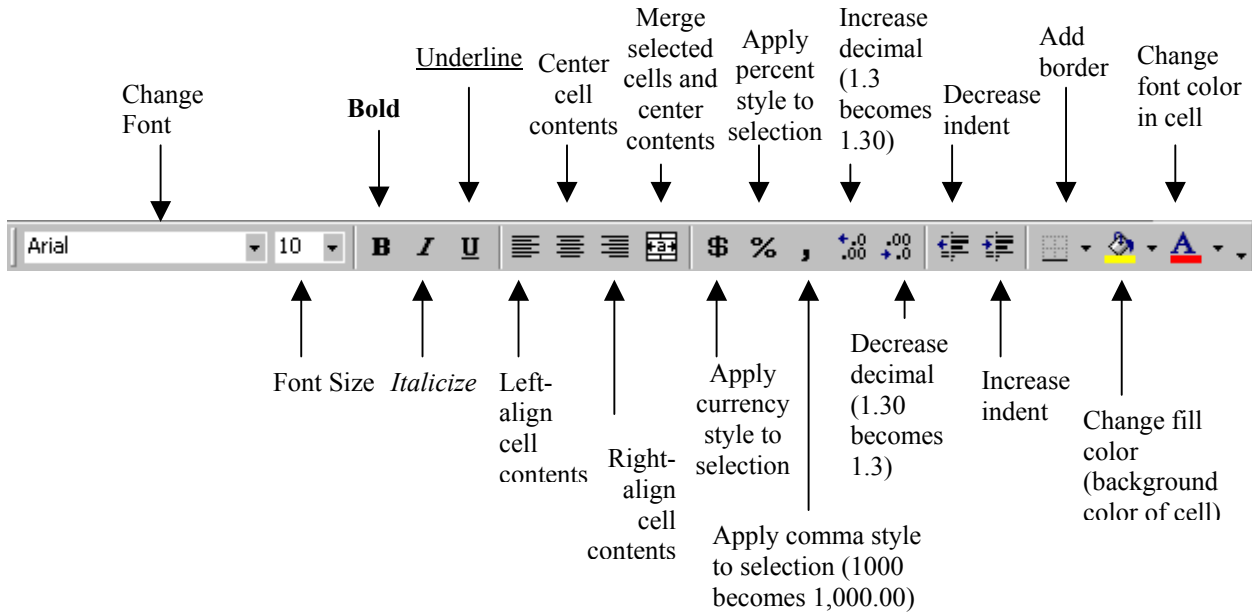 Change
Font
Bold
Underline
Center
cell
contents
Merge
selected
cells and
center
contents
Apply
percent
style to
selection
Increase
decimal
(1.3
becomes
1.30)
Decrease
indent
Add
border
Change
font color
in cell
Arial 10 B I U a $ % , .0 .00 .00 .0 A
Font Size
Italicize
Left-
align
cell
contents
Right-
align
cell
contents
Apply
currency
style to
selection
Apply comma style
to selection (1000
becomes 1,000.00)
Decrease
decimal
(1.30
becomes
1.3)
Increase
indent
Change fill
color
(background
color of cell)